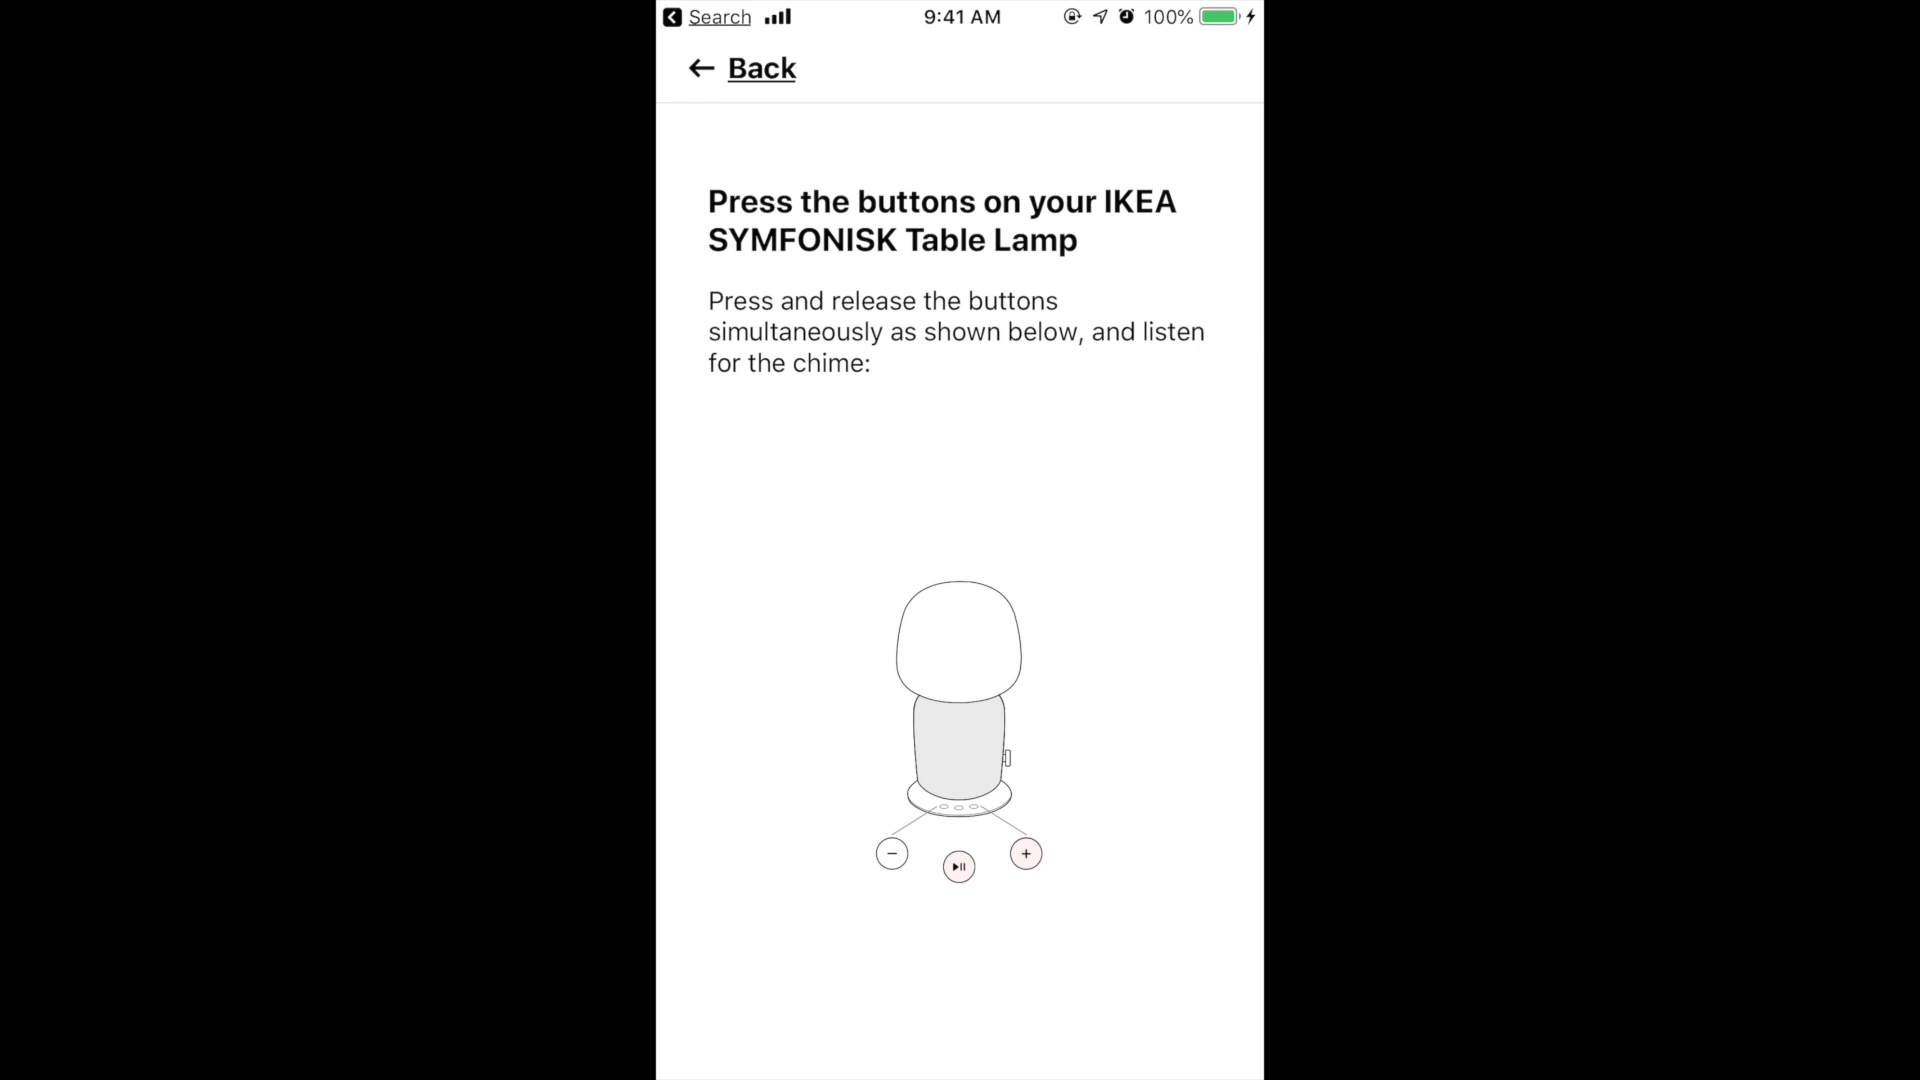 Search
9:41 AM
100%
Back
Press the buttons on your IKEA
SYMFONISK Table Lamp
Press and release the buttons
simultaneously as shown below, and listen
for the chime:
− +